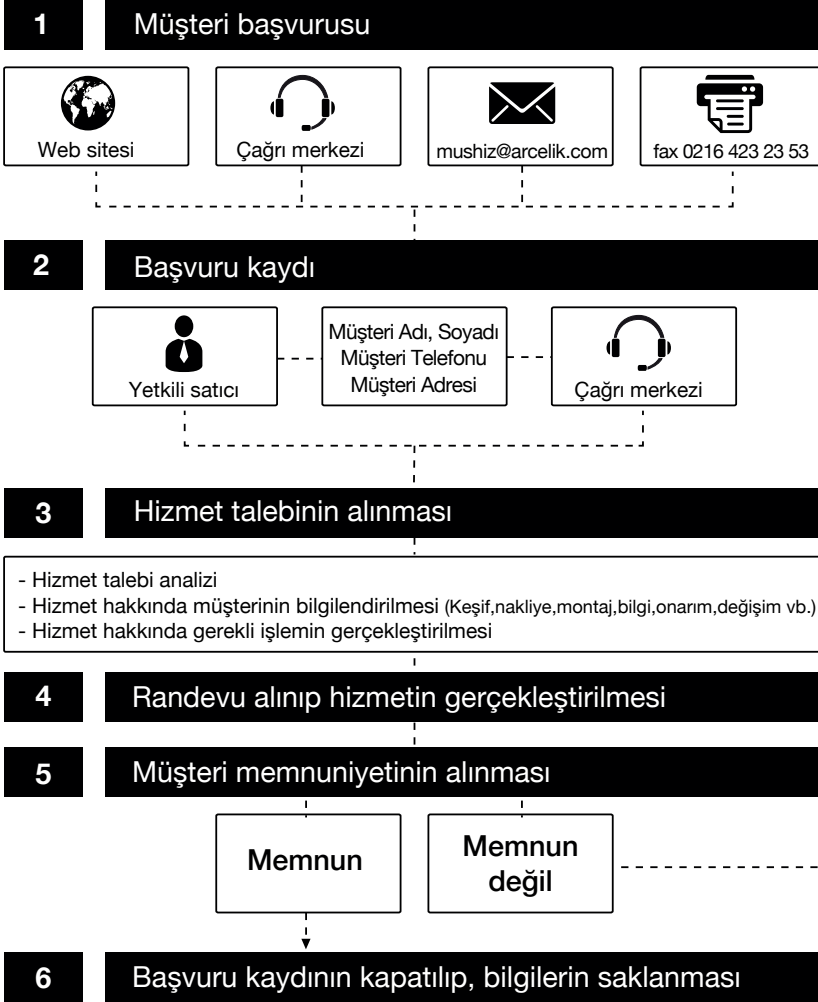 1 Müşteri başvurusu
Web sitesi
Çağrı merkezi
mushiz@arcelik.com
fax 0216 423 23 53
2 Başvuru kaydı
Yetkili satıcı
Müşteri Adı, Soyadı
Müşteri Telefonu
Müşteri Adresi
Çağrı merkezi
3 Hizmet talebinin alınması
- Hizmet talebi analizi
- Hizmet hakkında müşterinin bilgilendirilmesi (Keşif,nakliye,montaj,bilgi,onarım,değişim vb.)
- Hizmet hakkında gerekli işlemin gerçekleştirilmesi
4 Randevu alınıp hizmetin gerçekleştirilmesi
5 Müşteri memnuniyetinin alınması
Memnun
Memnun
değil
6 Başvuru kaydının kapatılıp, bilgilerin saklanması